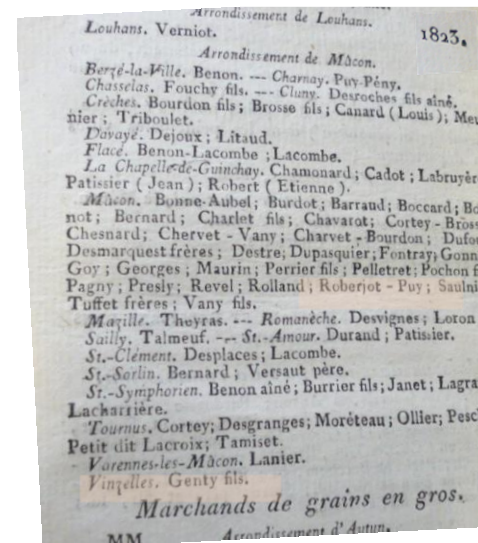 Arrondissement de Louhans.
Louhans. Verniot.
1823.
Arrondissement de Mâcon.
Berzé-la-Ville. Benon. --- Charnay. Puy-Pény.
Chasselas. Fouchy fils. --- Cluny. Desroches fils aîné.
Crèches. Bourdon fils; Brosse fils; Canard (Louis); Meu
nier; Triboulet.
Davayé. Dejoux; Litaud.
Flacé. Benon-Lacombe; Lacombe.
La Chapelle-de-Guinchay. Chamonard; Cadot; Labruyèr
Patissier (Jean); Robert (Etienne).
Mâcon. Bonne-Aubel; Burdot; Barraud; Boccard; Bo
not; Bernard; Charlet fils; Chavarot; Cortey-Bross
Chesnard; Chervet-Vany; Charvet-Bourdon; Dufou
Desmarquest frères; Destre; Dupasquier; Fontray; Gonn
Goy; Georges; Maurin; Perrier fils; Pelletret; Pochon f
Pagny; Presly; Revel; Rolland; Roberjot-Puy; Saulni
Tuffet frères; Vany fils.
Mazille. Theyras. --- Romanèche. Desvignes; Loron
Sailly. Talmeuf. --- St.-Amour. Durand; Patissier.
St.-Clément. Desplaces; Lacombe.
St.-Sorlin. Bernard; Versaut père.
St.-Symphorien. Benon aîné; Burrier fils; Janet; Lagra
Lacharrière.
Tournus. Cortey; Desgranges; Moréteau; Ollier; Pesc
Petit dit Lacroix; Tamiset.
Varennes-les-Mâcon. Lanier.
Vinzelles. Genty fils.
Marchands de grains en gros.
MM Arrondissement d'Autun.